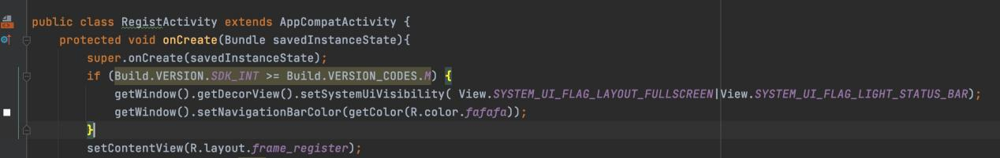 public class RegistActivity extends AppCompatActivity {
protected void onCreate(Bundle savedInstanceState){
super.onCreate(savedInstanceState);
if (Build.VERSION.SDK_INT >= Build.VERSION_CODES.M) {
getWindow().getDecorView().setSystemUiVisibility( View.SYSTEM_UI_FLAG_LAYOUT_FULLSCREEN|View.SYSTEM_UI_FLAG_LIGHT_STATUS_BAR);
getWindow().setNavigationBarColor(getColor(R.color.fafafa));
}
setContentView(R.layout.frame_register);